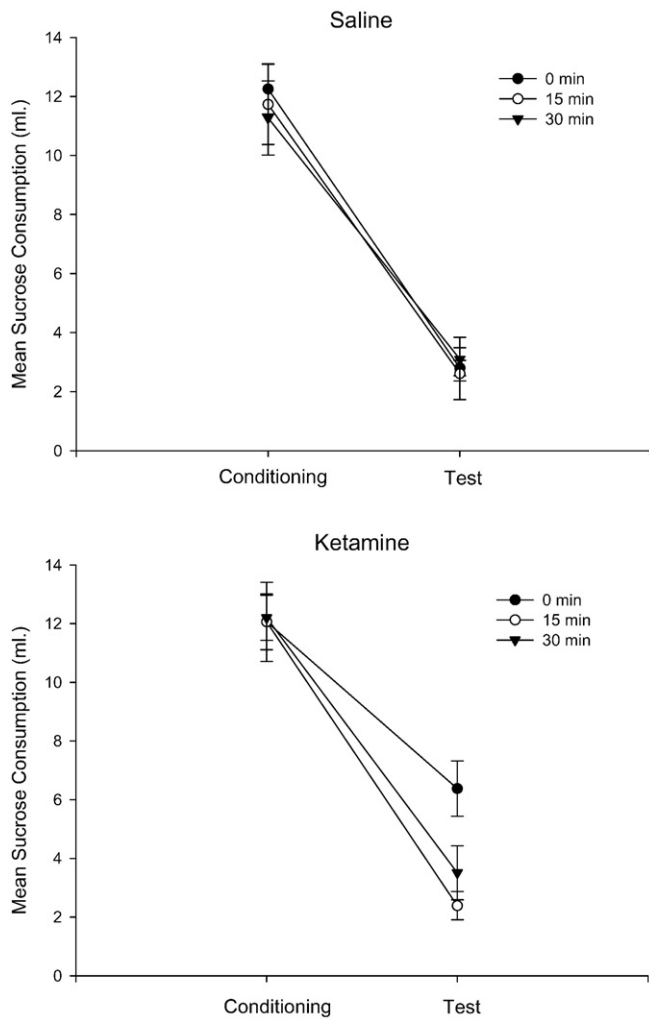 Saline
Mean Sucrose Consumption (ml.)
14
12
10
8
6
4
2
0
0 min
15 min
30 min
Conditioning
Test
Ketamine
Mean Sucrose Consumption (ml.)
14
12
10
8
6
4
2
0
0 min
15 min
30 min
Conditioning
Test